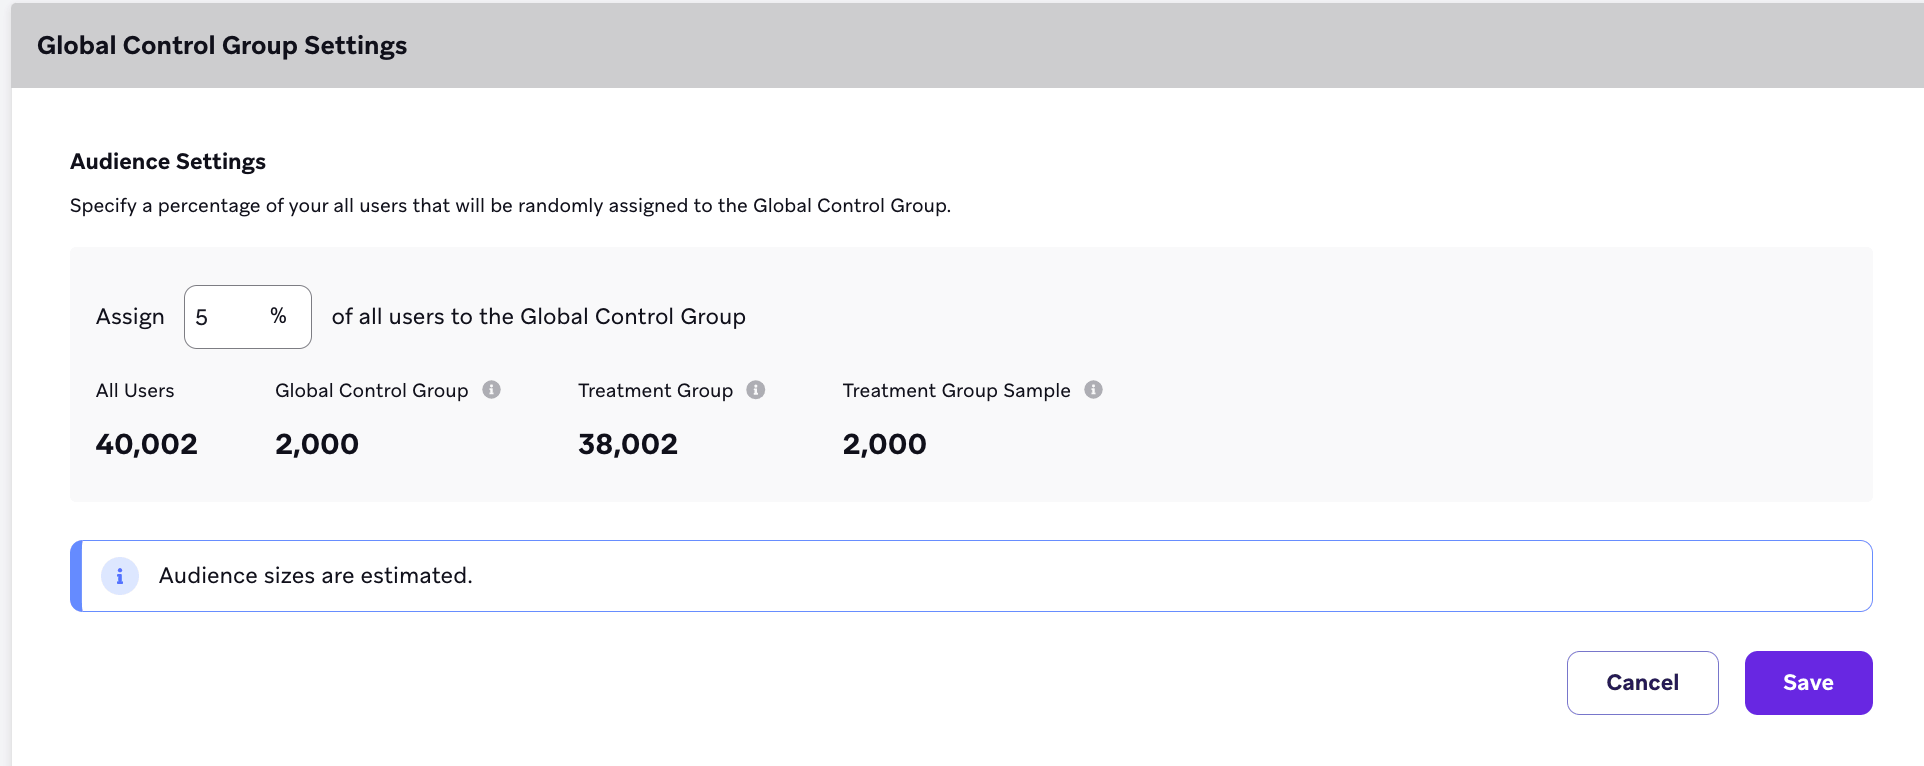 Global Control Group Settings
Audience Settings
Specify a percentage of your all users that will be randomly assigned to the Global Control Group.
Assign 5 % of all users to the Global Control Group
All Users Global Control Group Treatment Group Treatment Group Sample
40,002 2,000 38,002 2,000
Audience sizes are estimated.
Cancel Save